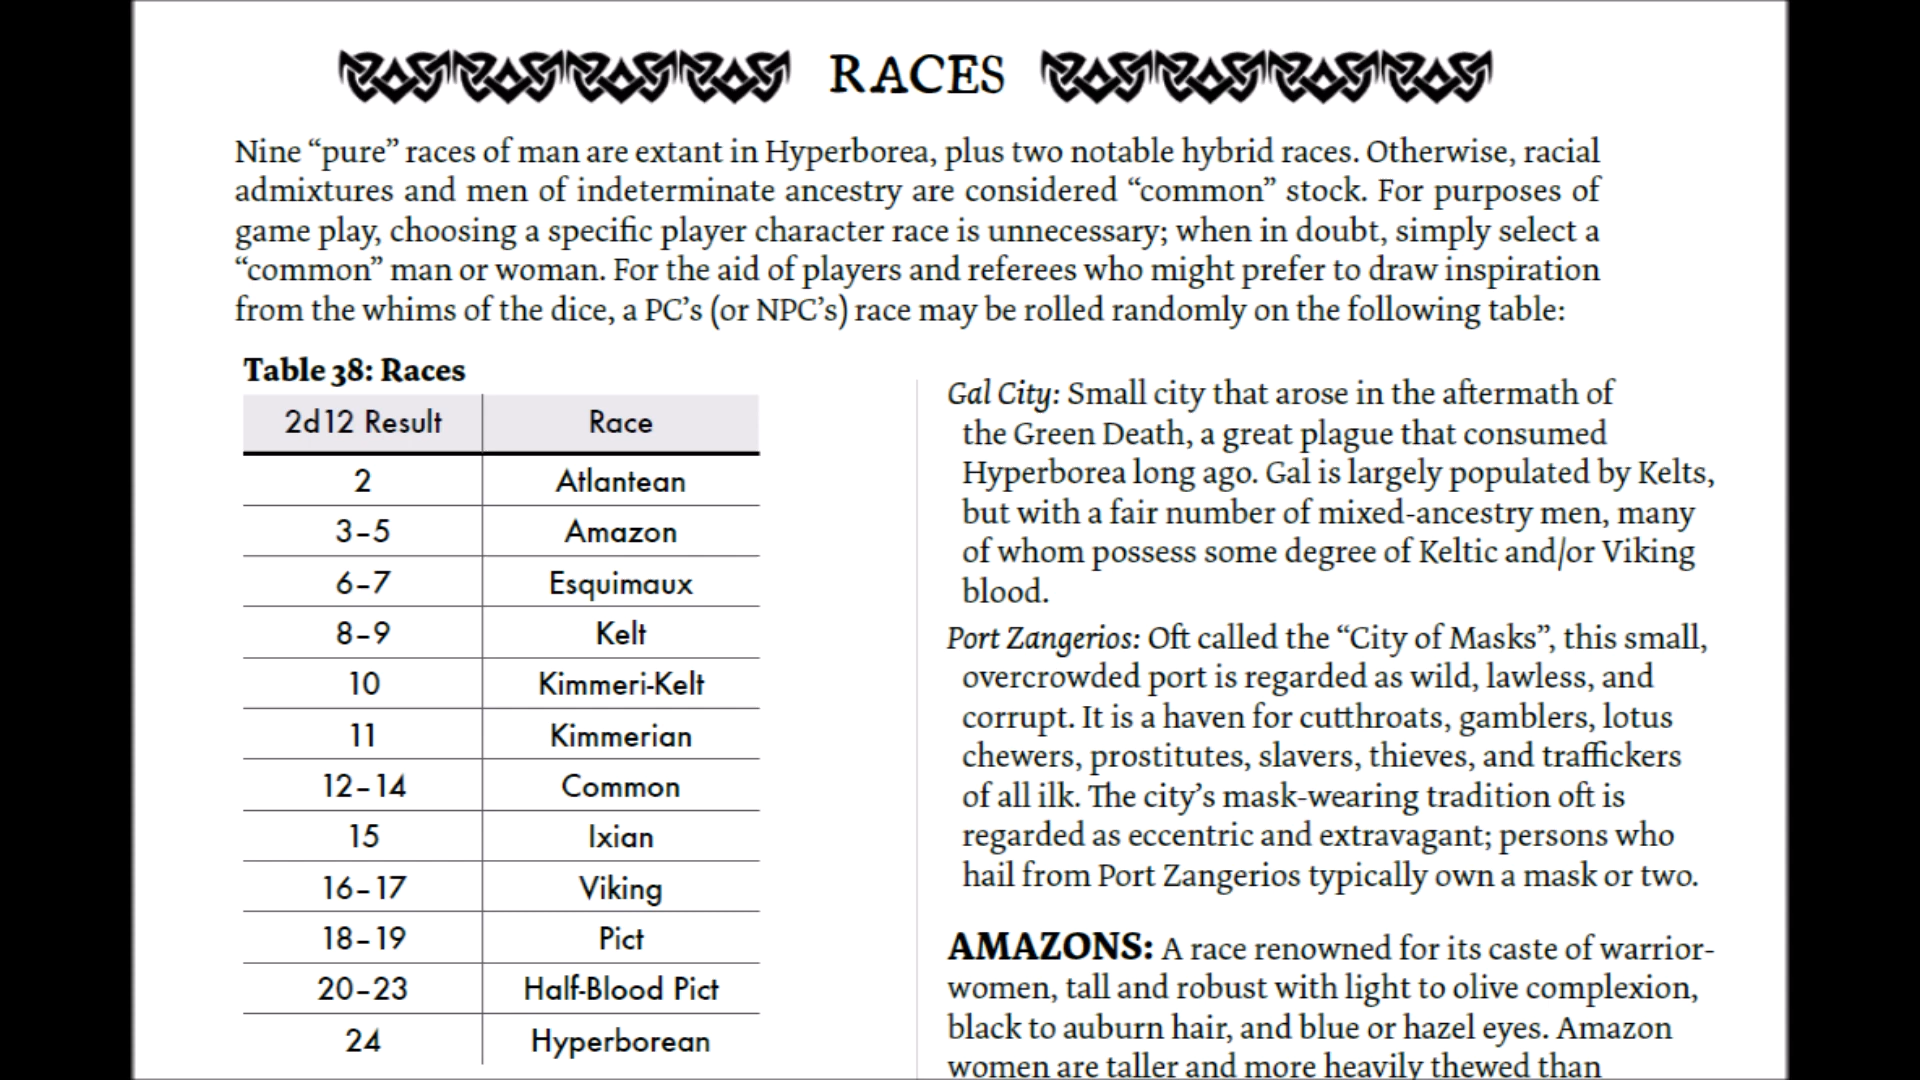 RACES
Nine “pure” races of man are extant in Hyperborea, plus two notable hybrid races. Otherwise, racial
admixtures and men of indeterminate ancestry are considered “common” stock. For purposes of
game play, choosing a specific player character race is unnecessary; when in doubt, simply select a
“common” man or woman. For the aid of players and referees who might prefer to draw inspiration
from the whims of the dice, a PC’s (or NPC’s) race may be rolled randomly on the following table:
Table 38: Races
2d12 Result Race
2 Atlantean
3–5 Amazon
6–7 Esquimaux
8–9 Kelt
10 Kimmeri-Kelt
11 Kimmerian
12–14 Common
15 Ixian
16–17 Viking
18–19 Pict
20–23 Half-Blood Pict
24 Hyperborean
Gal City: Small city that arose in the aftermath of
the Green Death, a great plague that consumed
Hyperborea long ago. Gal is largely populated by Kelts,
but with a fair number of mixed-ancestry men, many
of whom possess some degree of Keltic and/or Viking
blood.
Port Zangerios: Oft called the “City of Masks”, this small,
overcrowded port is regarded as wild, lawless, and
corrupt. It is a haven for cutthroats, gamblers, lotus
chewers, prostitutes, slavers, thieves, and traffickers
of all ilk. The city’s mask-wearing tradition oft is
regarded as eccentric and extravagant; persons who
hail from Port Zangerios typically own a mask or two.
AMAZONS: A race renowned for its caste of warrior-
women, tall and robust with light to olive complexion,
black to auburn hair, and blue or hazel eyes. Amazon
women are taller and more heavily thewed than